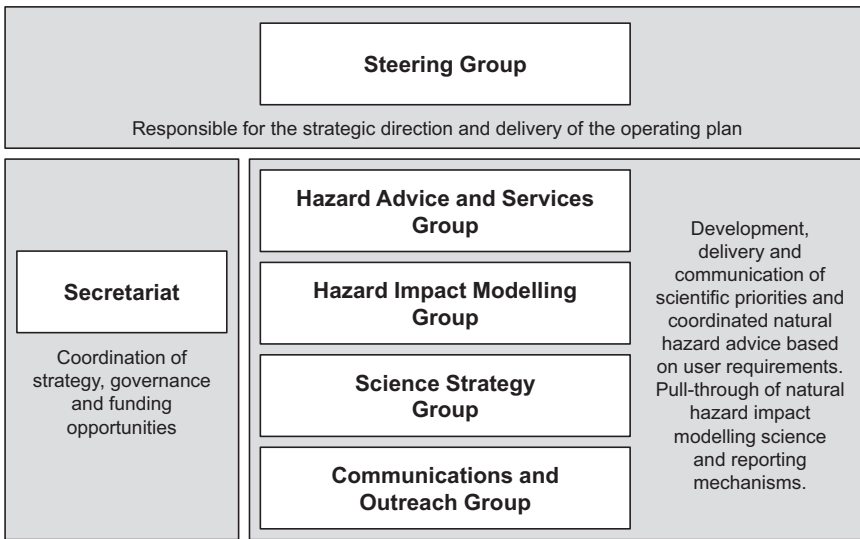 Steering Group
Responsible for the strategic direction and delivery of the operating plan
Secretariat
Coordination of
strategy, governance
and funding
opportunities
Hazard Advice and Services
Group
Hazard Impact Modelling
Group
Science Strategy
Group
Communications and
Outreach Group
Development,
delivery and
communication of
scientific priorities and
coordinated natural
hazard advice based
on user requirements.
Pull-through of natural
hazard impact
modelling science
and reporting
mechanisms.